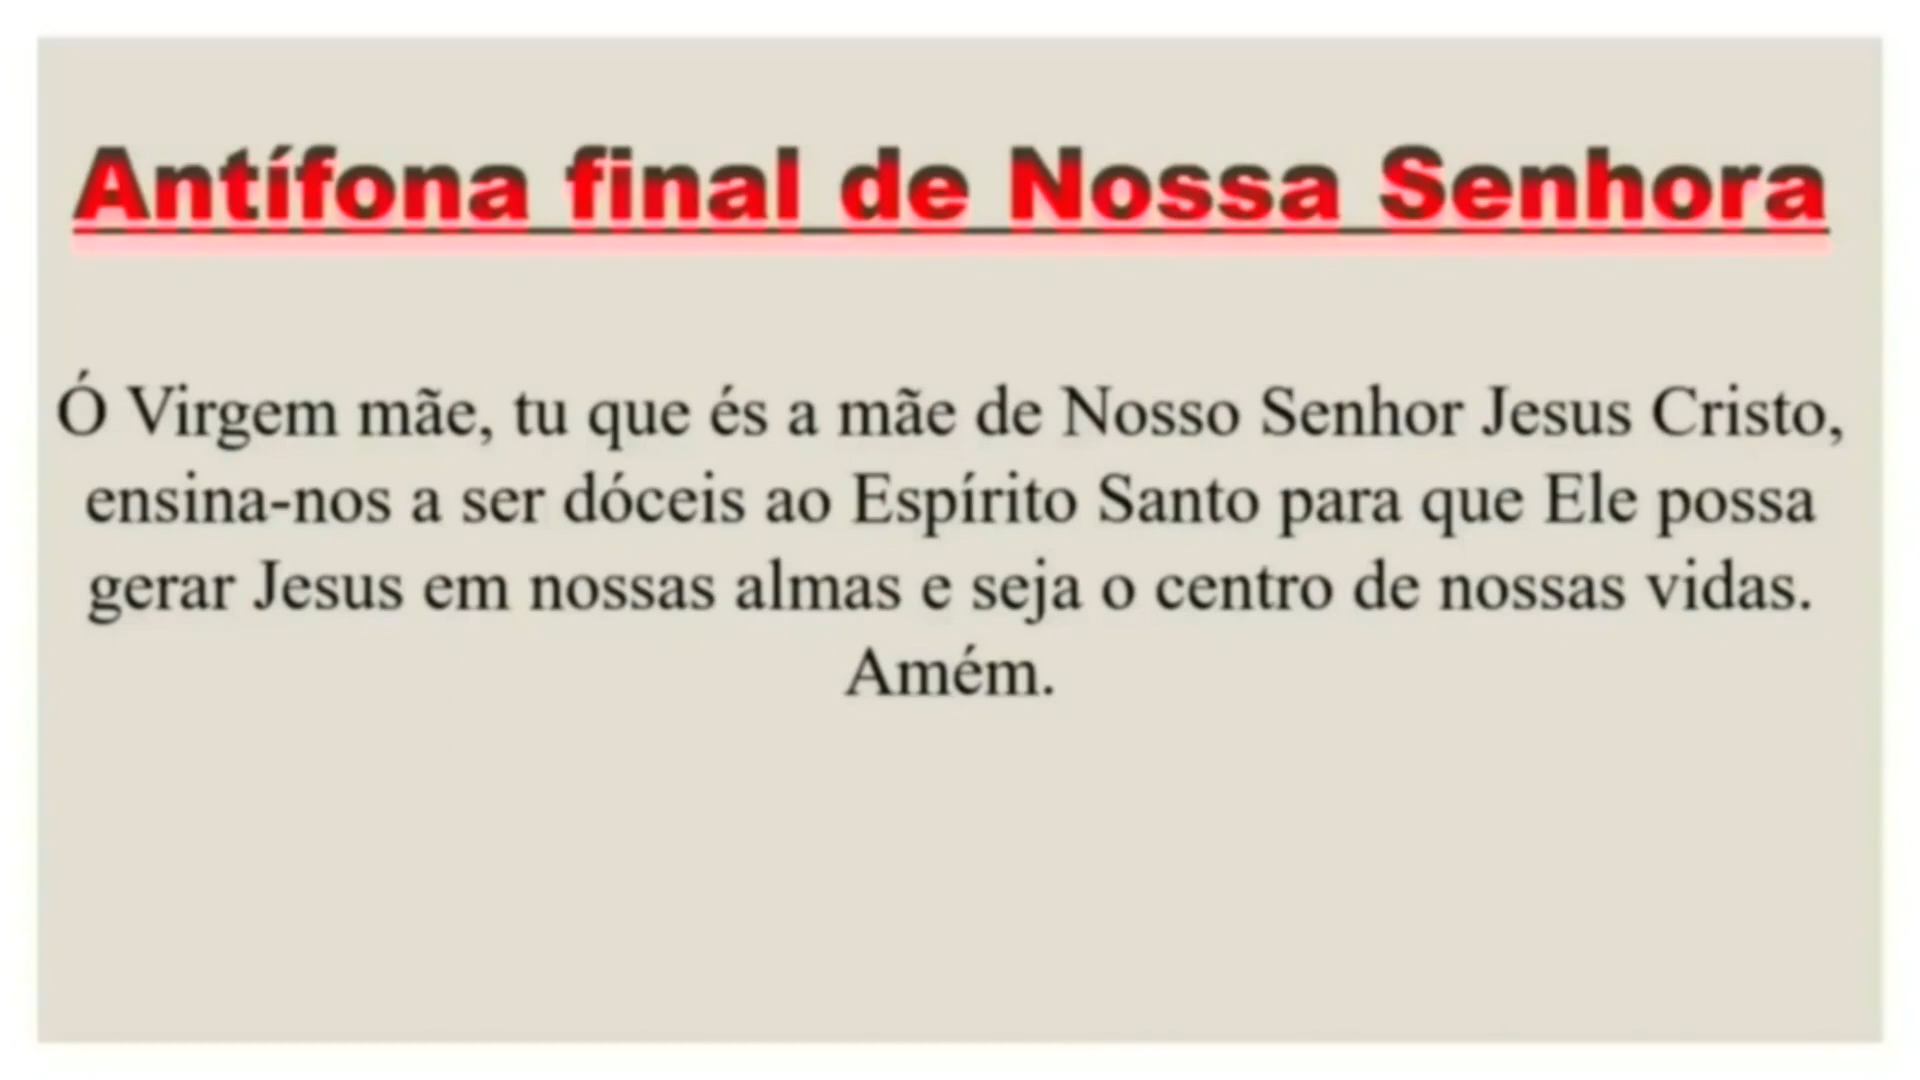 Antífona final de Nossa Senhora
Ó Virgem mãe, tu que és a mãe de Nosso Senhor Jesus Cristo,
ensina-nos a ser dóceis ao Espírito Santo para que Ele possa
gerar Jesus em nossas almas e seja o centro de nossas vidas.
Amém.